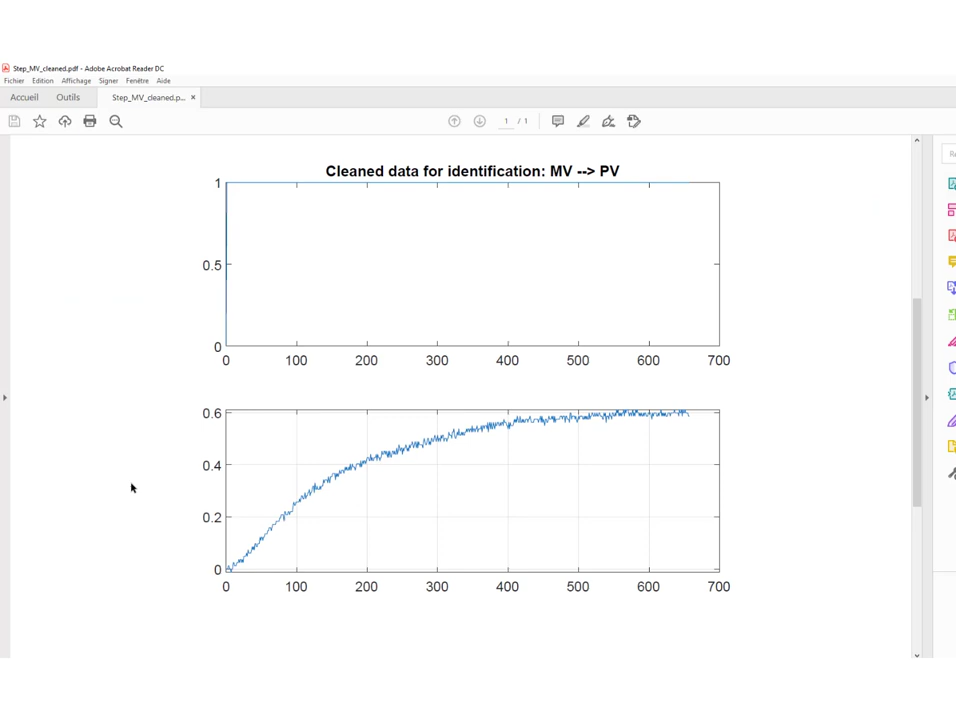 Step_MV_cleaned.pdf - Adobe Acrobat Reader DC
Fichier Edition Affichage Signer Fenêtre Aide
Accueil Outils Step_MV_cleaned.p... ×
1 / 1
Cleaned data for identification: MV --> PV
1
0.5
0
0 100 200 300 400 500 600 700
0.6
0.4
0.2
0
0 100 200 300 400 500 600 700